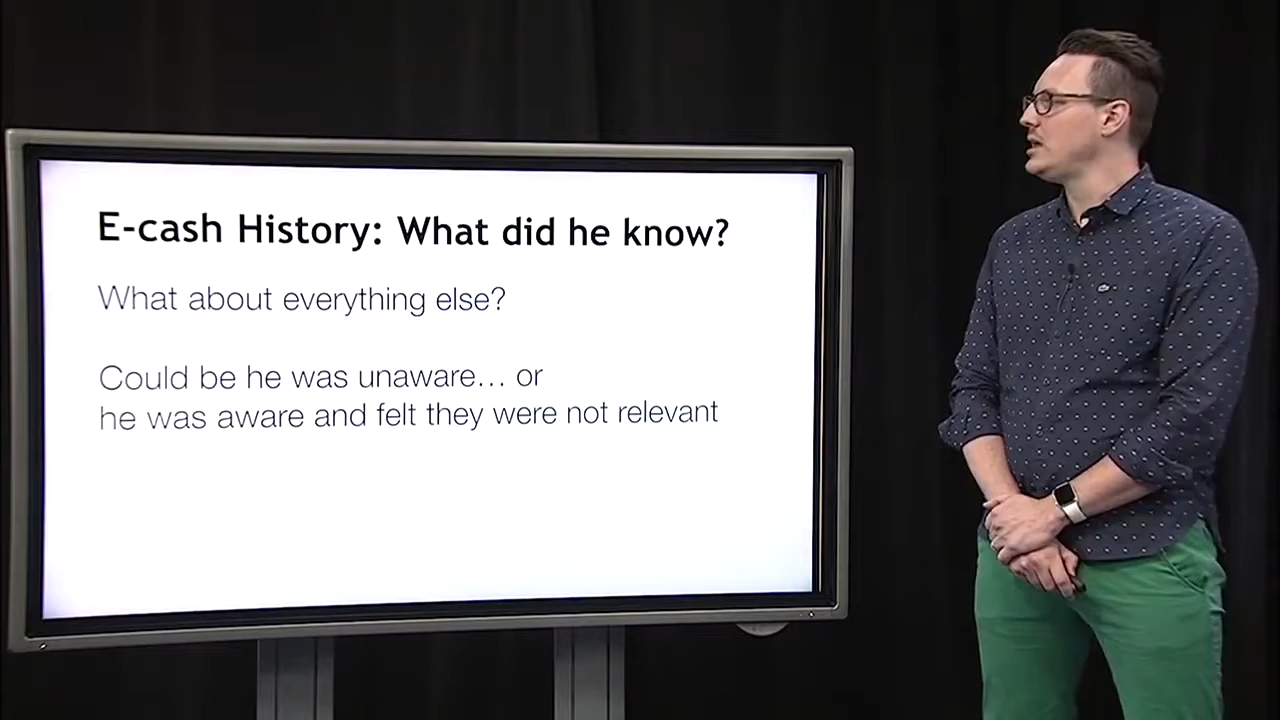 E-cash History: What did he know?
What about everything else?
Could be he was unaware... or
he was aware and felt they were not relevant